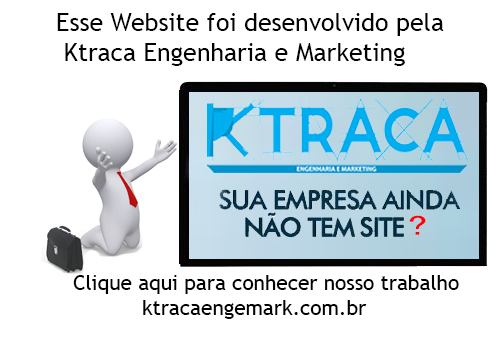 Esse Website foi desenvolvido pela
Ktraca Engenharia e Marketing
KTRACA
ENGENHARIA E MARKETING
SUA EMPRESA AINDA
NÃO TEM SITE?
Clique aqui para conhecer nosso trabalho
ktracaengemark.com.br